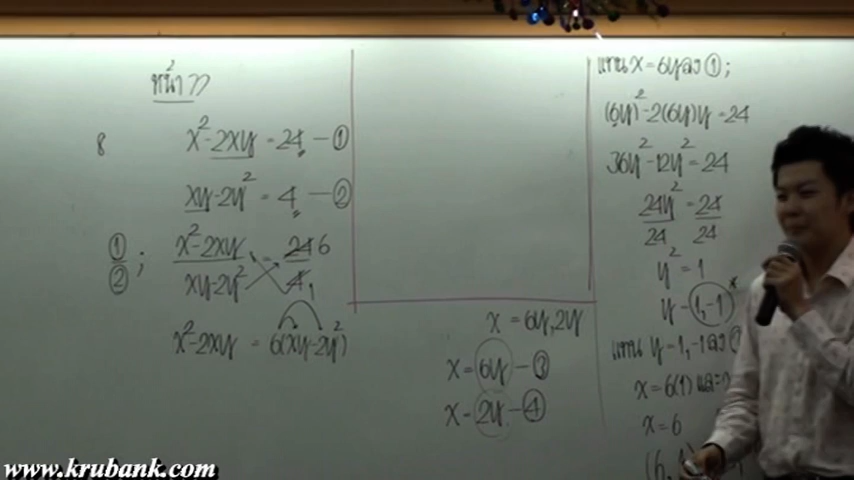 หน้า 77
8
x² - 2xy = 24 — ①
xy - 2y² = 4 — ②
①/② ; (x² - 2xy)/(xy - 2y²) = 24/4 6 1
x² - 2xy = 6(xy - 2y²)
x = 6y, 2y
x = 6y — ③
x = 2y — ④
แทน x = 6y ลง ① ;
(6y)² - 2(6y)y = 24
36y² - 12y² = 24
24y²/24 = 24/24
y² = 1
y = 1, -1 *
แทน y = 1, -1 ลง
x = 6(1) และ
x = 6
(6,
www.krubank.com